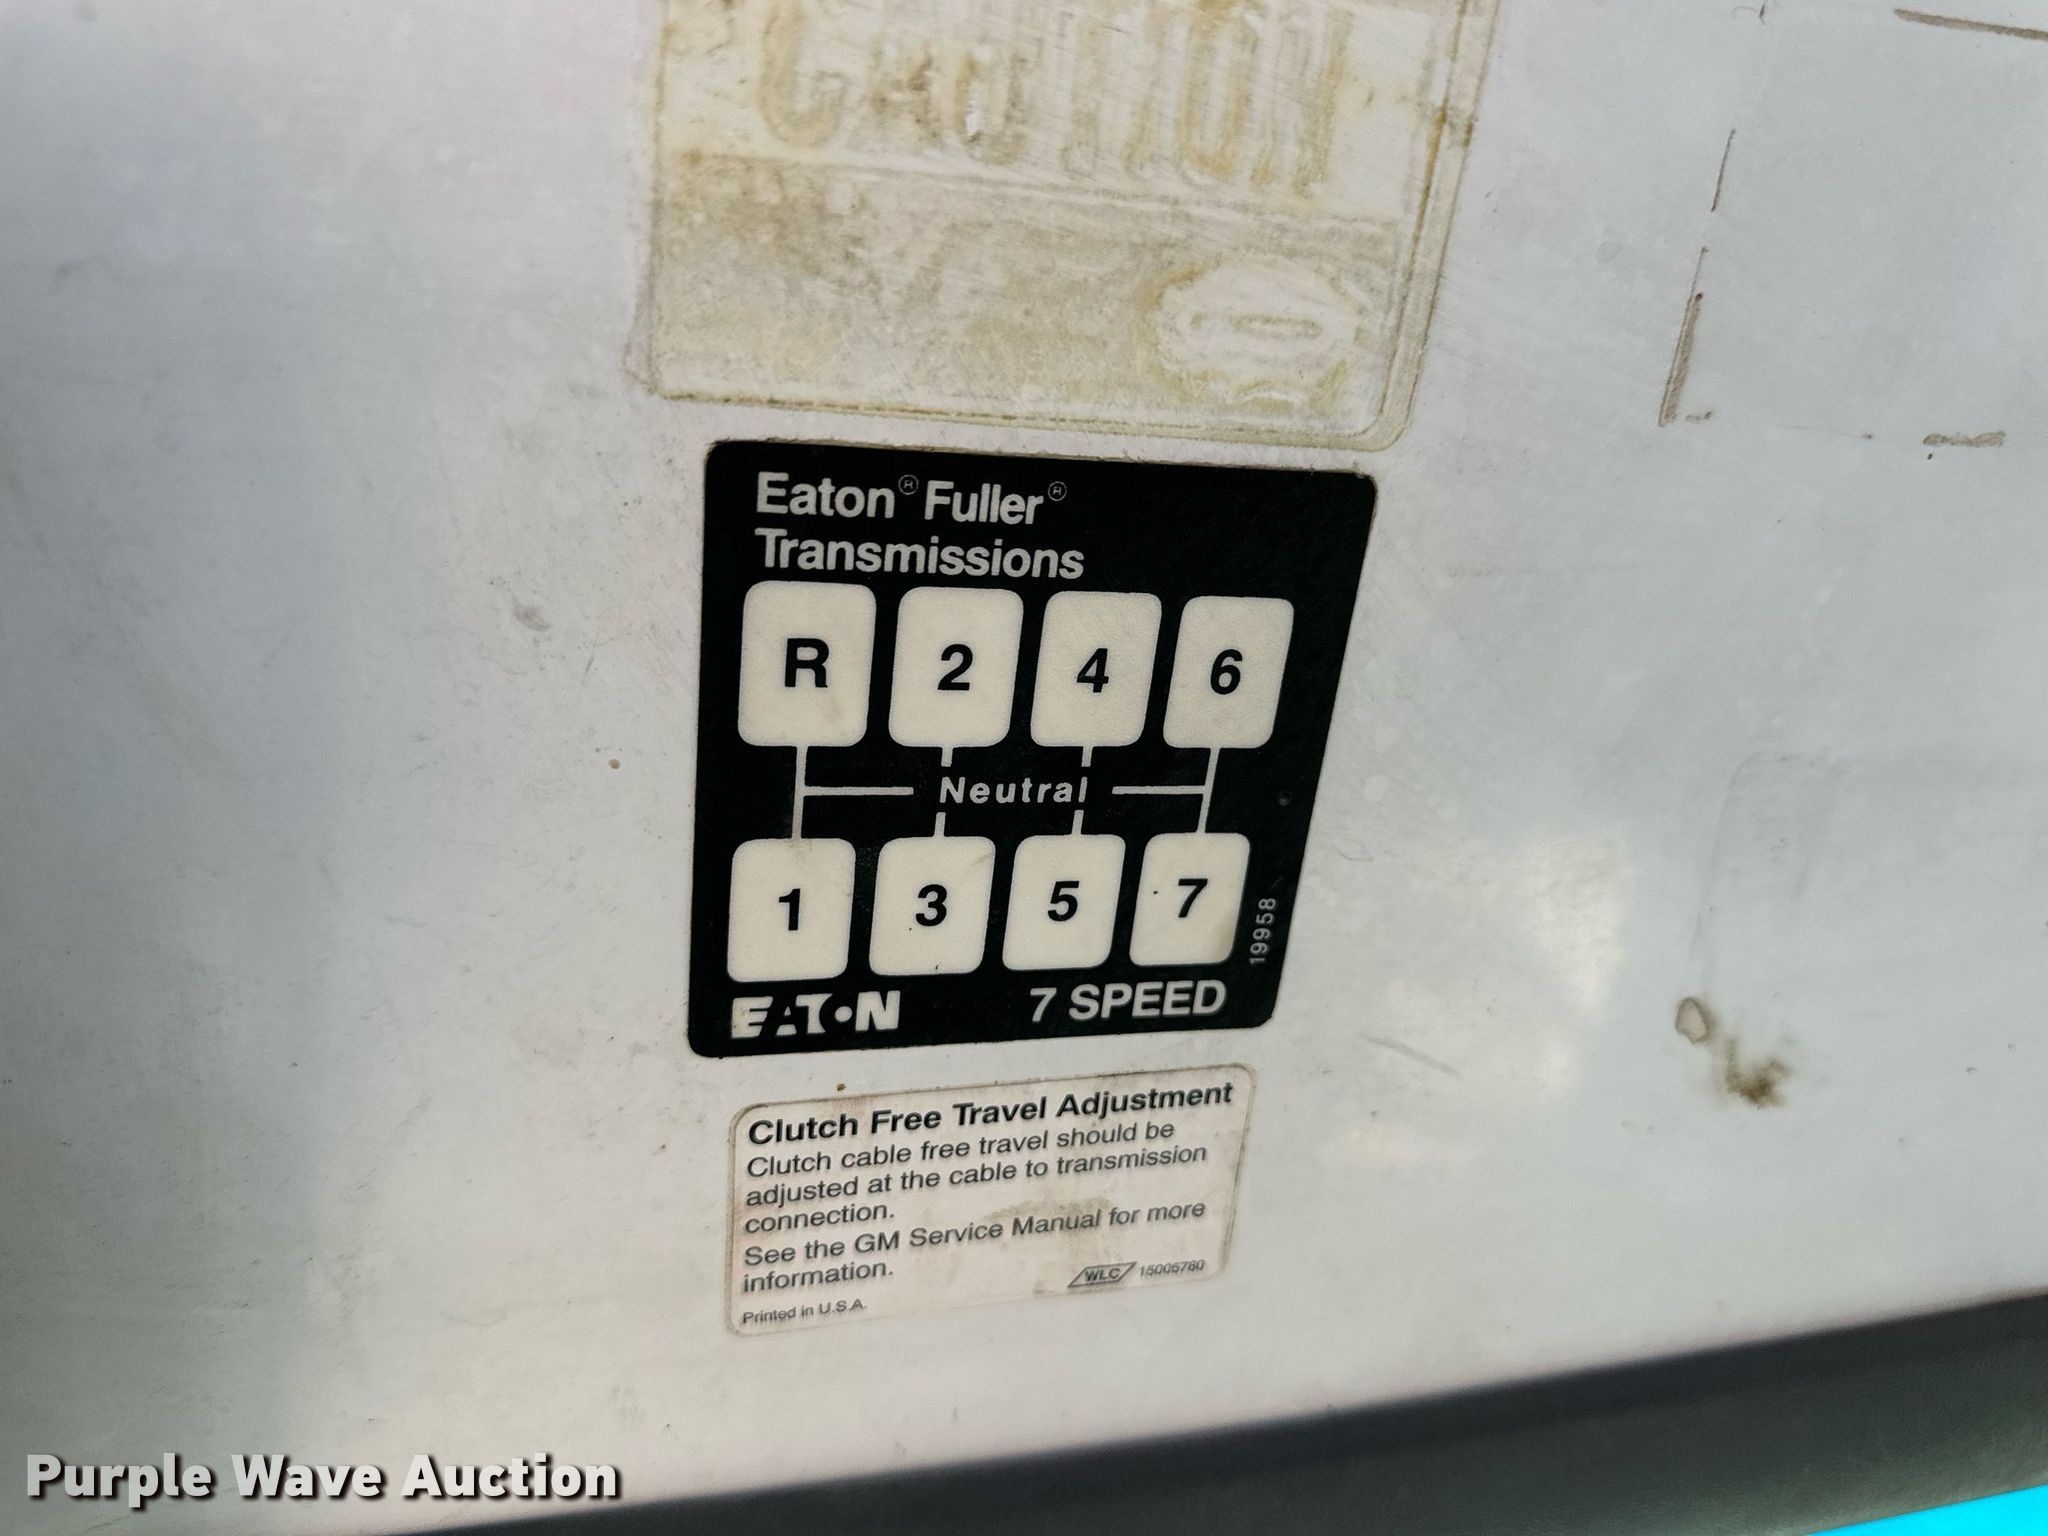 Caution
Eaton® Fuller®
Transmissions
R 2 4 6
Neutral
1 3 5 7
19958
EATON 7 SPEED
Clutch Free Travel Adjustment
Clutch cable free travel should be
adjusted at the cable to transmission
connection.
See the GM Service Manual for more
information.
WLC 15005780
Printed in U.S.A.
Purple Wave Auction